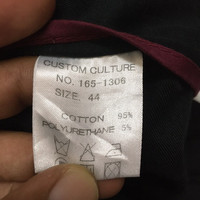 CUSTOM CULTURE
NO. 165-1306
SIZE: 44
COTTON 95%
POLYURETHANE 5%